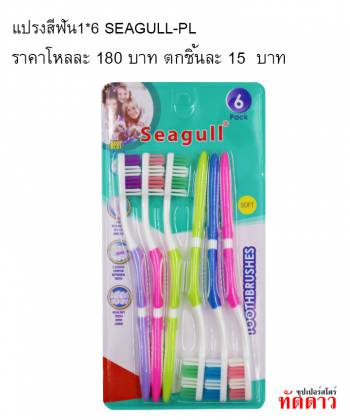 แปรงสีฟัน1*6 SEAGULL-PL
ราคาโหลละ 180 บาท ตกชิ้นละ 15 บาท
6
Pack
Seagull®
BEST
SOFT
TOOTHBRUSHES
ซุปเปอร์สโตร์
ทัดดาว